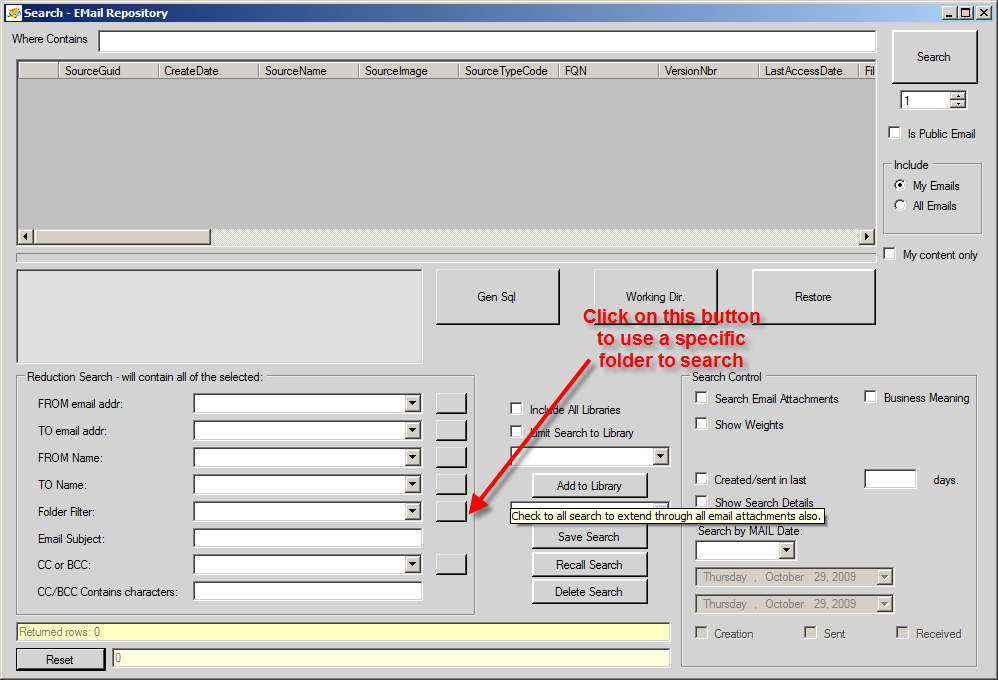 Search - EMail Repository
Where Contains
Search
SourceGuid CreateDate SourceName SourceImage SourceTypeCode FQN VersionNbr LastAccessDate Fil
1
Is Public Email
Include
My Emails
All Emails
My content only
Gen Sql Working Dir. Restore
Click on this button
to use a specific
folder to search
Reduction Search - will contain all of the selected:
FROM email addr:
TO email addr:
FROM Name:
TO Name:
Folder Filter:
Email Subject:
CC or BCC:
CC/BCC Contains characters:
Include All Libraries
Limit Search to Library
Add to Library
Check to all search to extend through all email attachments also.
Save Search
Recall Search
Delete Search
Search Control
Search Email Attachments Business Meaning
Show Weights
Created/sent in last days.
Show Search Details
Search by MAIL Date:
Thursday , October 29, 2009
Thursday , October 29, 2009
Creation Sent Received
Returned rows: 0
Reset 0